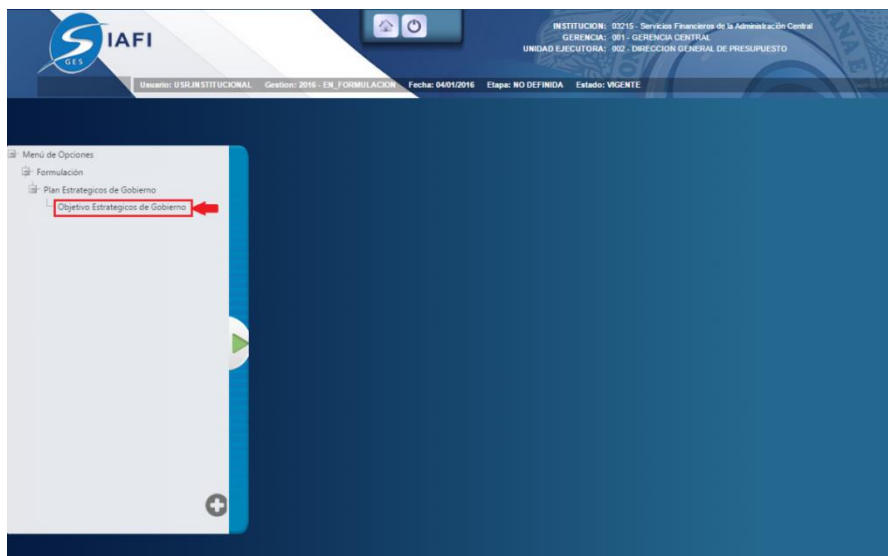 SIAFI
GES
INSTITUCION: 03215 - Servicios Financieros de la Administración Central
GERENCIA: 001 - GERENCIA CENTRAL
UNIDAD EJECUTORA: 002 - DIRECCION GENERAL DE PRESUPUESTO
Usuario: USR.INSTITUCIONAL Gestion: 2016 - EN_FORMULACION Fecha: 04/01/2016 Etapa: NO DEFINIDA Estado: VIGENTE
Menú de Opciones
Formulación
Plan Estrategicos de Gobierno
Objetivo Estrategicos de Gobierno